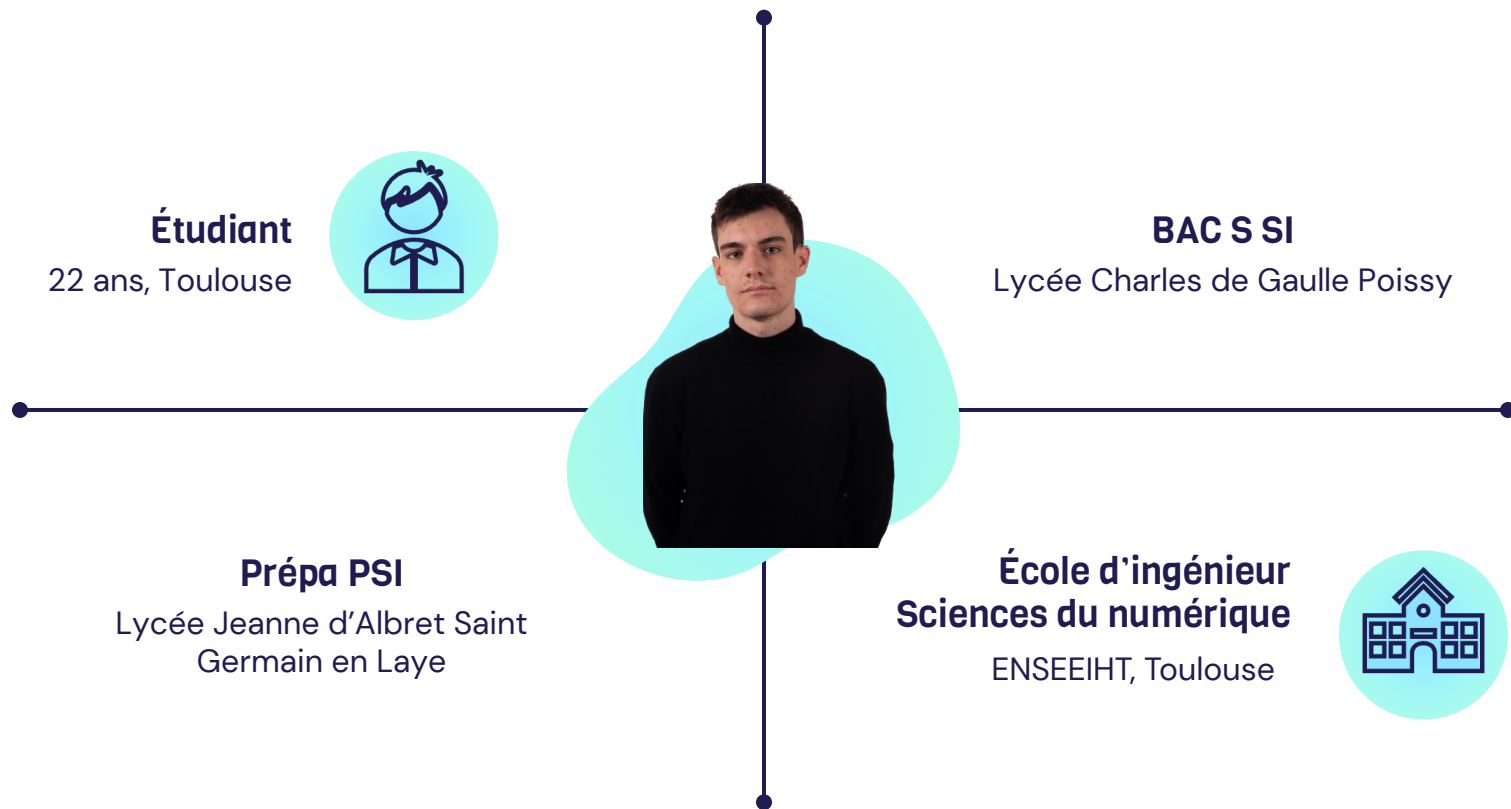 Étudiant
22 ans, Toulouse
BAC S SI
Lycée Charles de Gaulle Poissy
Prépa PSI
Lycée Jeanne d’Albret Saint
Germain en Laye
École d’ingénieur
Sciences du numérique
ENSEEIHT, Toulouse